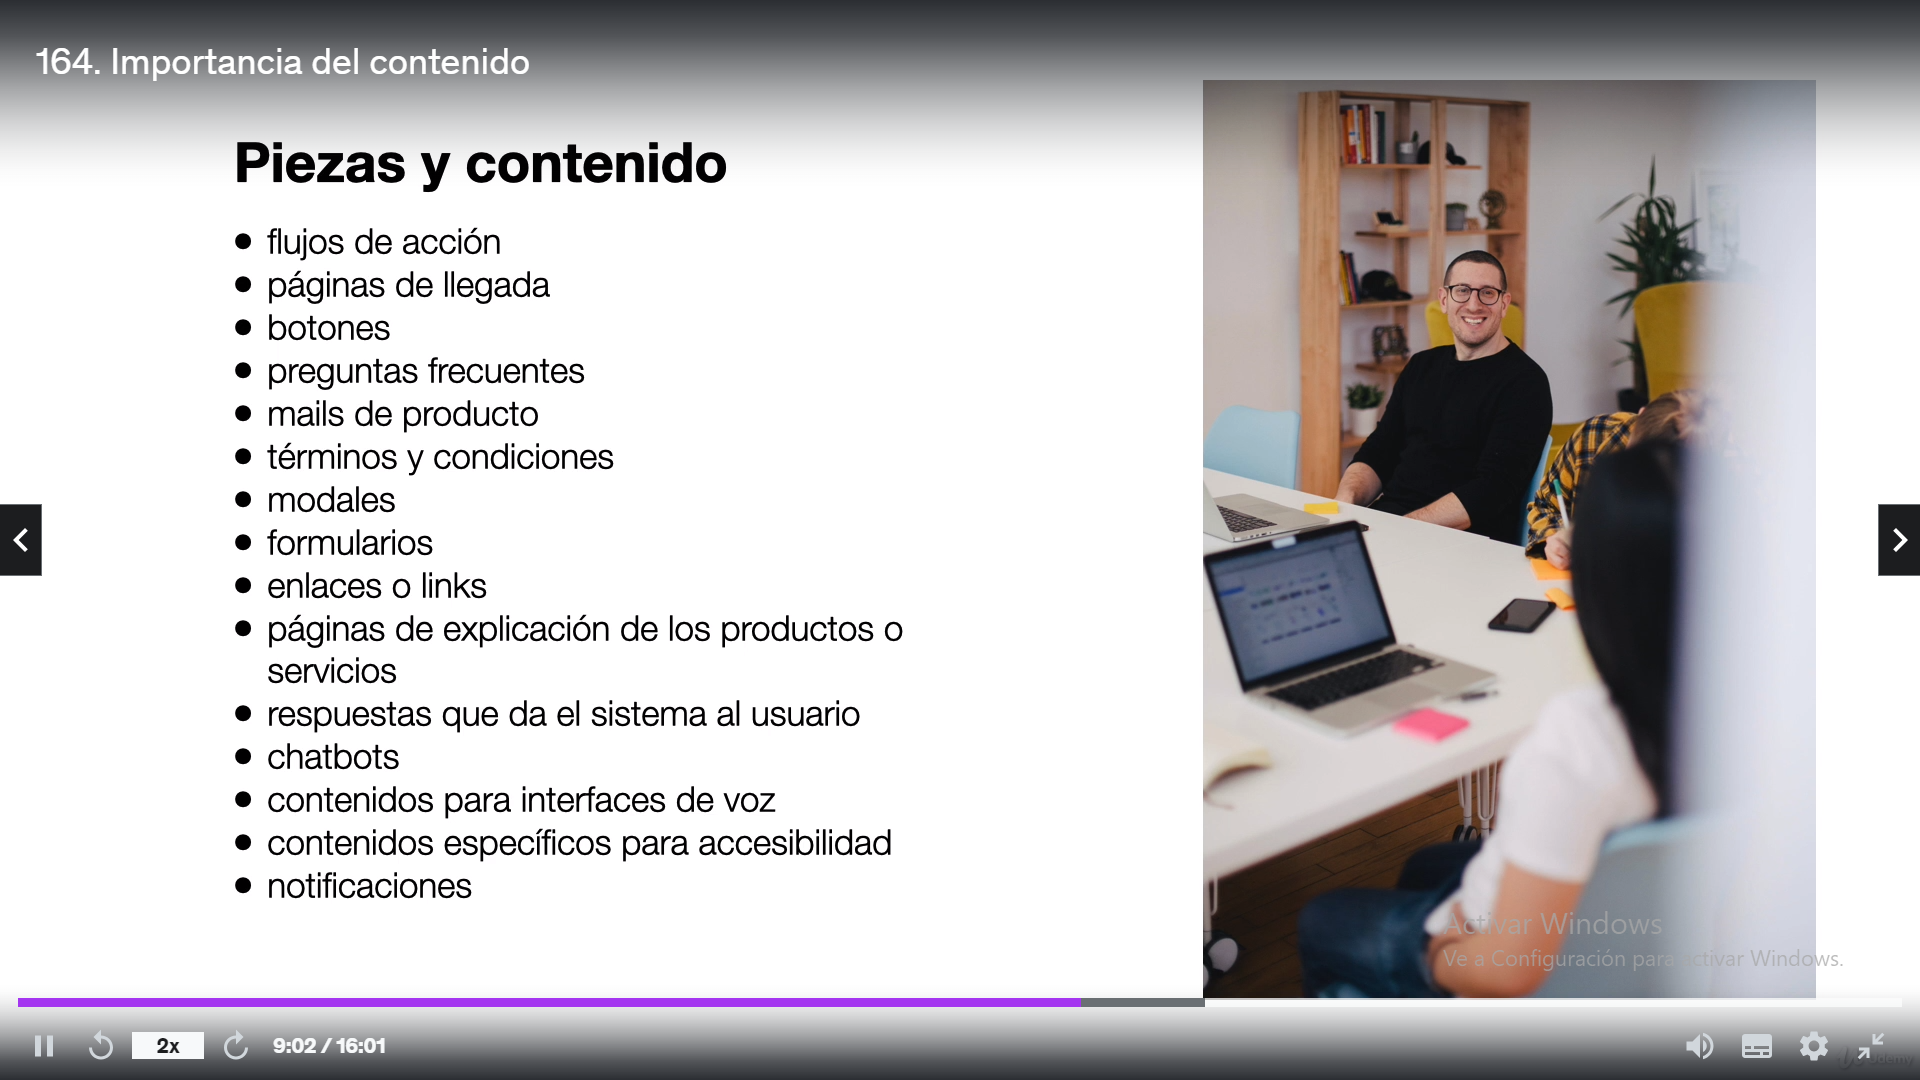 164. Importancia del contenido
Piezas y contenido
● flujos de acción
● páginas de llegada
● botones
● preguntas frecuentes
● mails de producto
● términos y condiciones
● modales
● formularios
● enlaces o links
● páginas de explicación de los productos o
servicios
● respuestas que da el sistema al usuario
● chatbots
● contenidos para interfaces de voz
● contenidos específicos para accesibilidad
● notificaciones
Activar Windows
Ve a Configuración para activar Windows.
2x
9:02 / 16:01